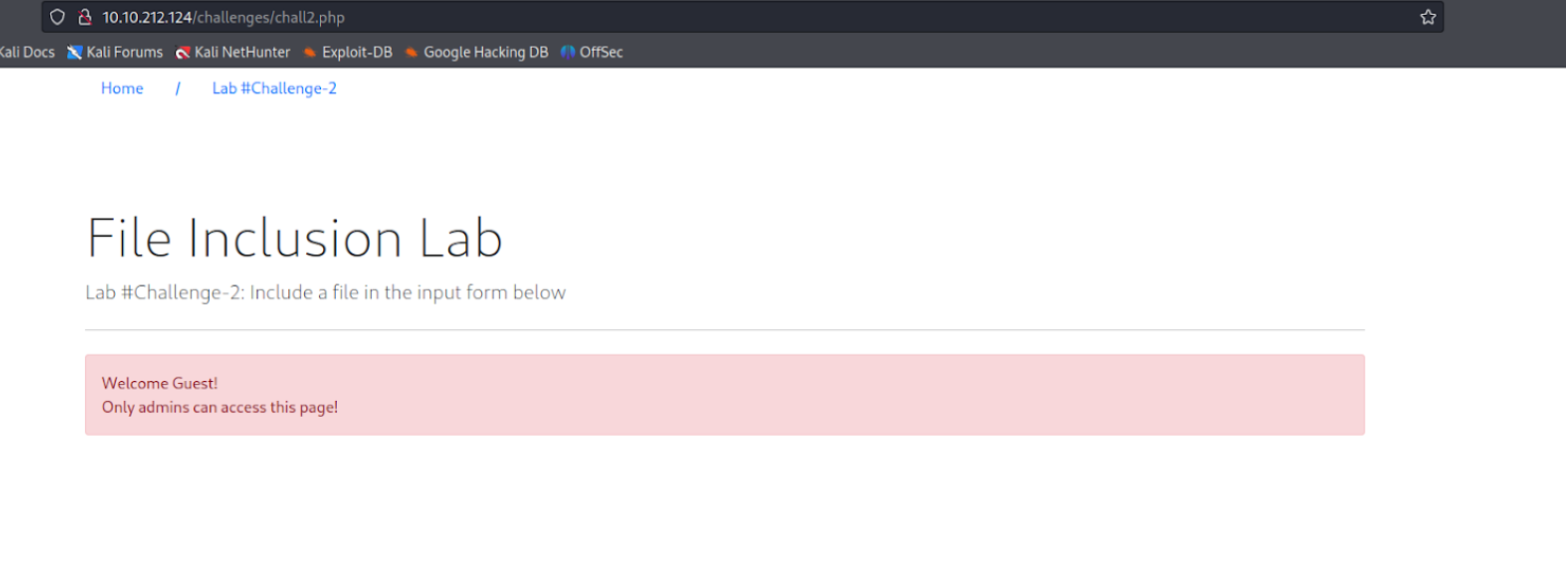 10.10.212.124/challenges/chall2.php
Kali Docs Kali Forums Kali NetHunter Exploit-DB Google Hacking DB OffSec
Home / Lab #Challenge-2
File Inclusion Lab
Lab #Challenge-2: Include a file in the input form below
Welcome Guest!
Only admins can access this page!